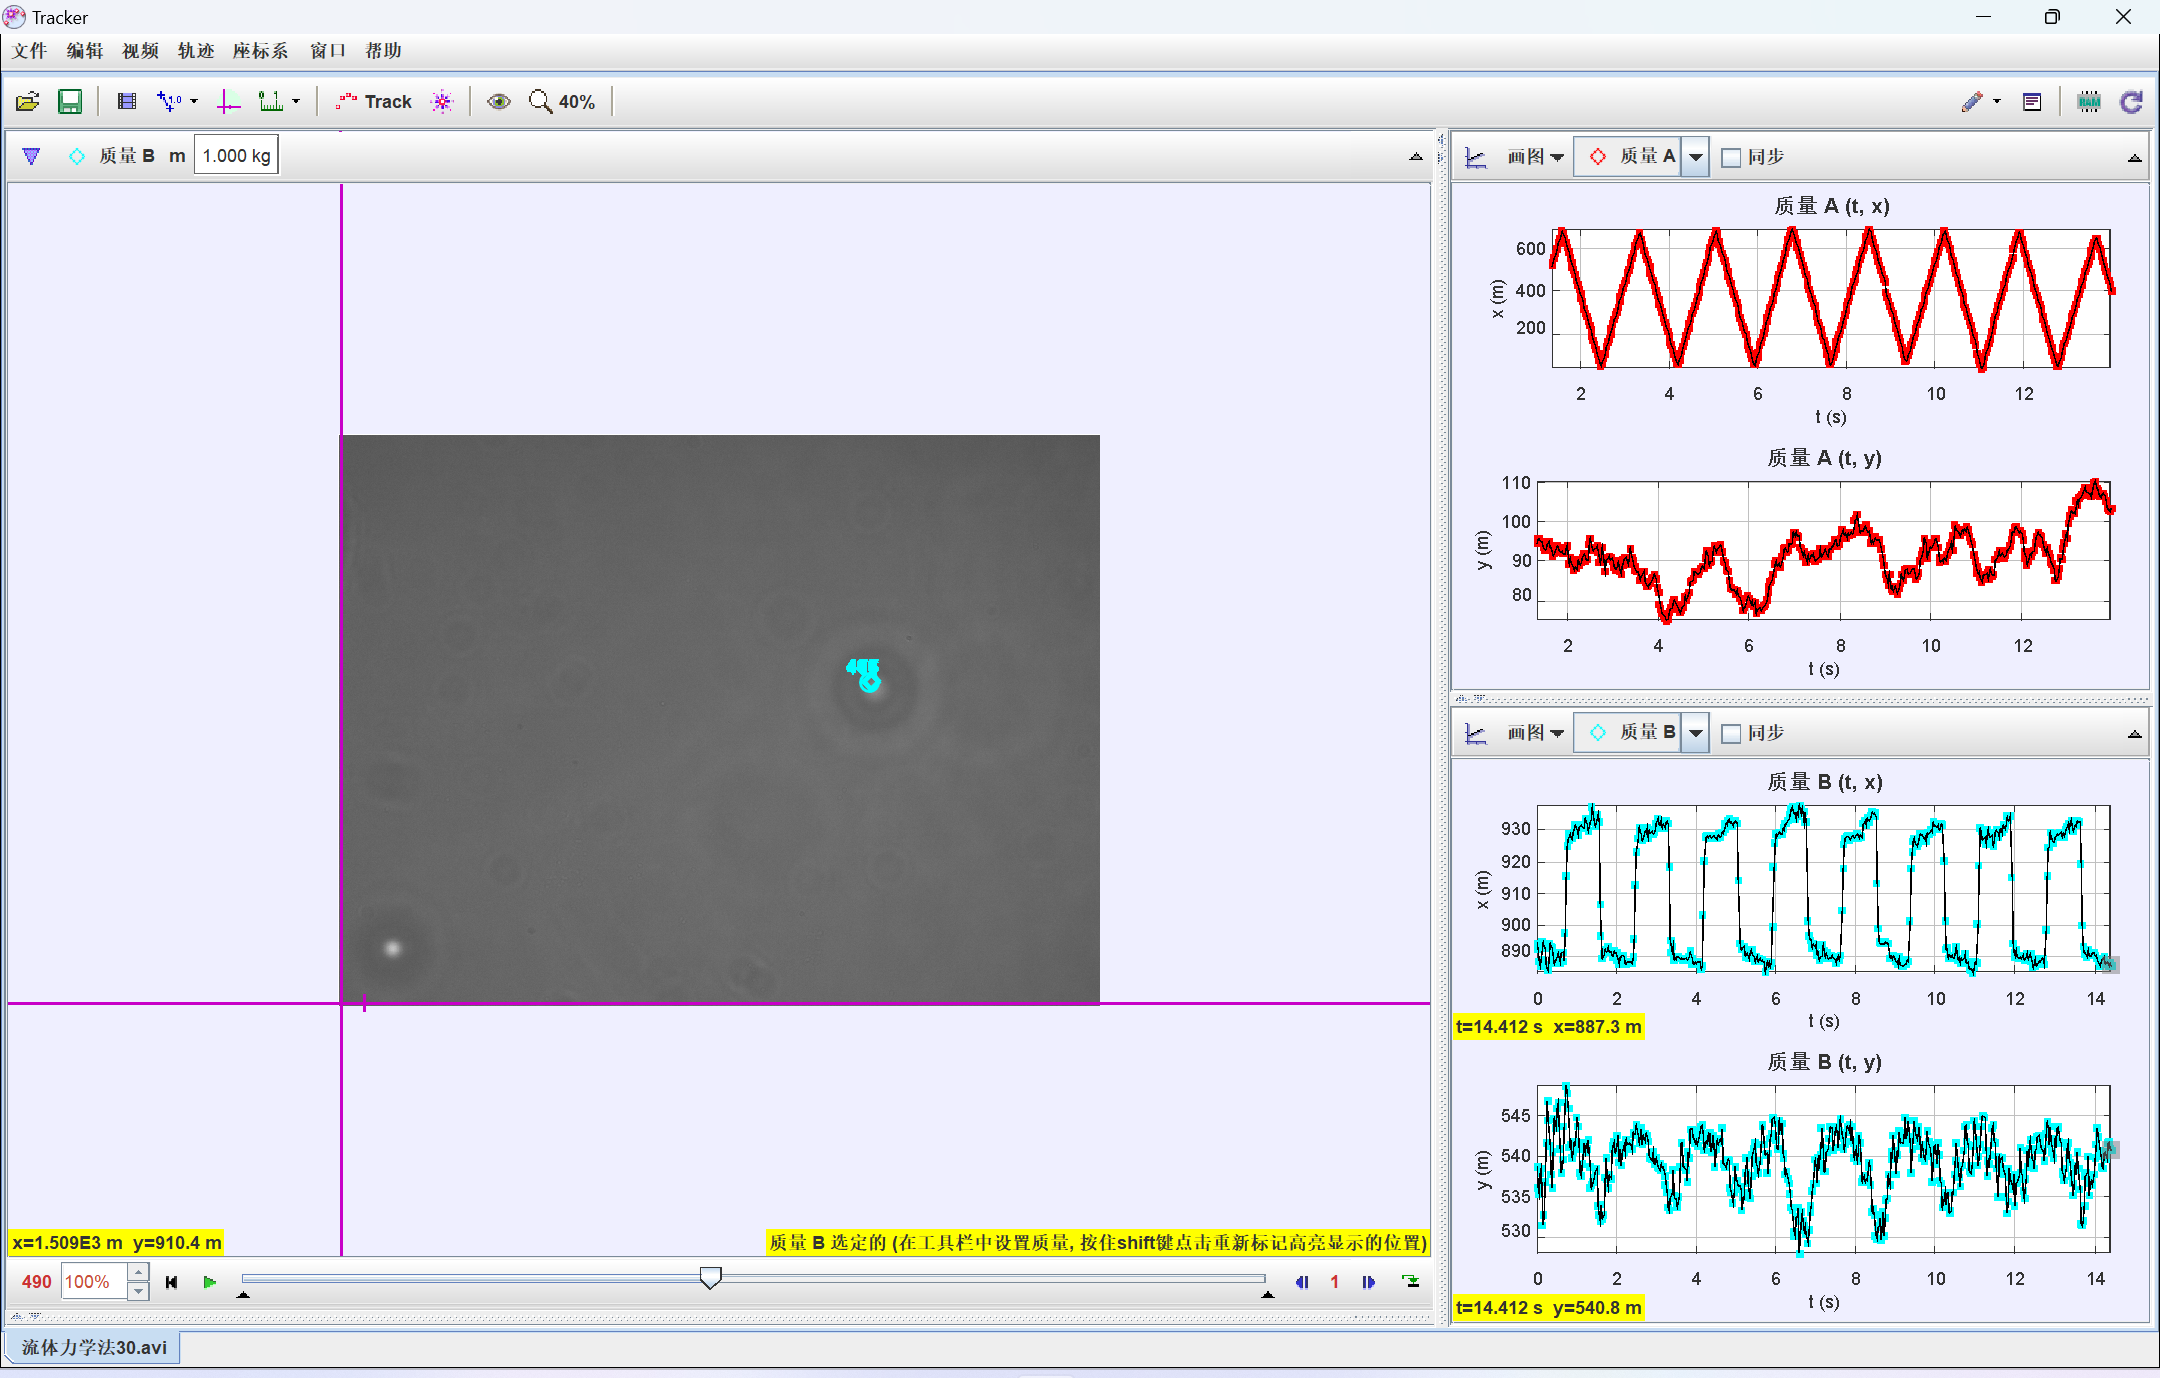 Tracker
文件 编辑 视频 轨迹 座标系 窗口 帮助
Track 40%
质量 B m 1.000 kg
画图 质量 A 同步
质量 A (t, x)
600
400
200
x (m)
2 4 6 8 10 12
t (s)
质量 A (t, y)
110
100
90
80
y (m)
2 4 6 8 10 12
t (s)
画图 质量 B 同步
质量 B (t, x)
930
920
910
900
890
x (m)
0 2 4 6 8 10 12 14
t (s)
t=14.412 s x=887.3 m
质量 B (t, y)
545
540
535
530
y (m)
0 2 4 6 8 10 12 14
t (s)
t=14.412 s y=540.8 m
x=1.509E3 m y=910.4 m
质量 B 选定的 (在工具栏中设置质量, 按住shift键点击重新标记高亮显示的位置)
490 100% 1
流体力学法30.avi